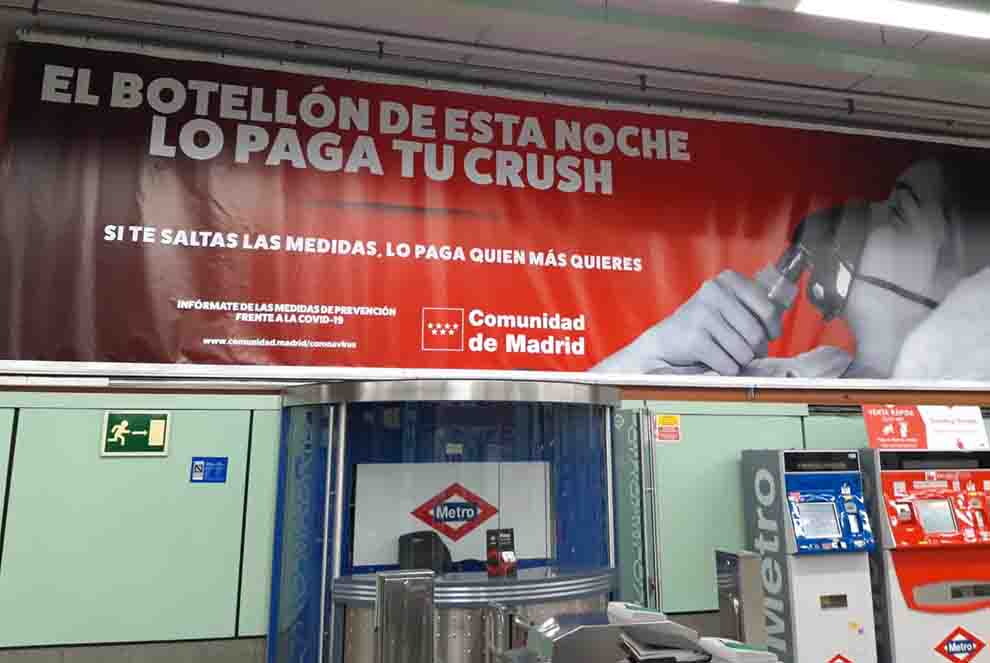 EL BOTELLÓN DE ESTA NOCHE
LO PAGA TU CRUSH
SI TE SALTAS LAS MEDIDAS, LO PAGA QUIEN MÁS QUIERES
INFÓRMATE DE LAS MEDIDAS DE PREVENCIÓN
FRENTE A LA COVID-19
www.comunidad.madrid/coronavirus
Comunidad
de Madrid
VENTA RÁPIDA
Metro
Metro
Metro